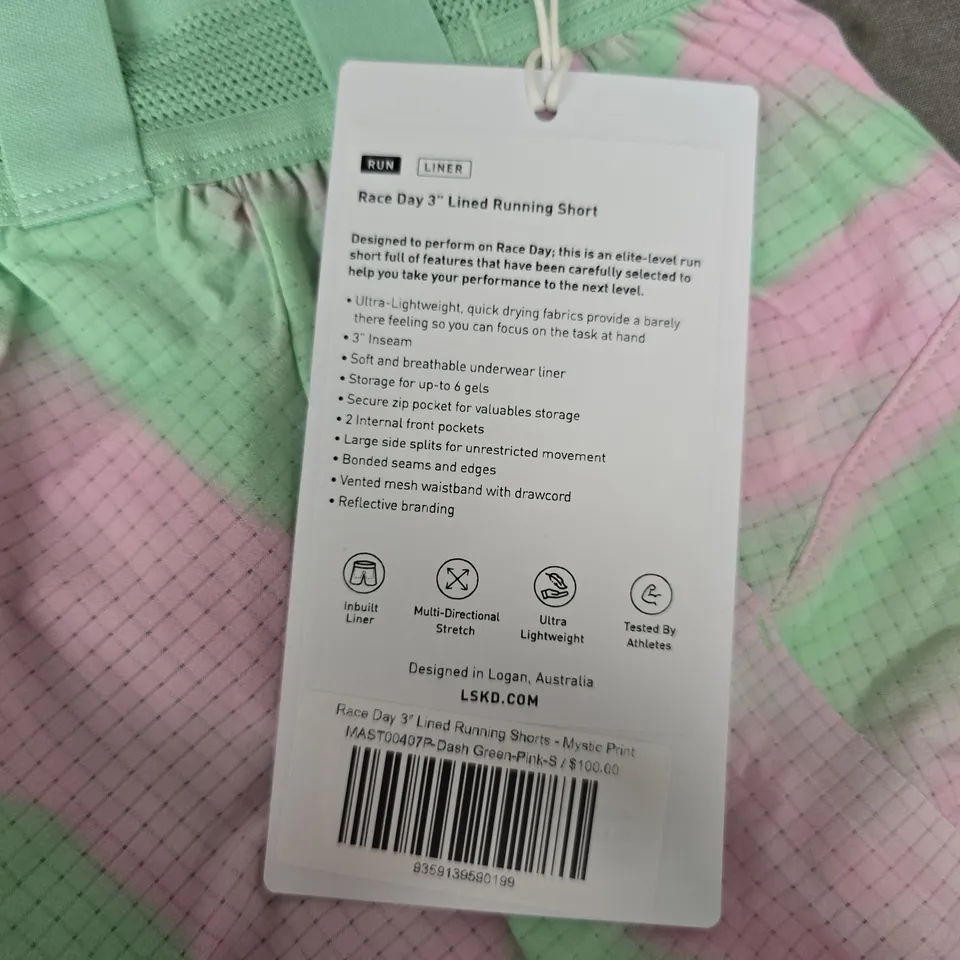 RUN LINER
Race Day 3" Lined Running Short
Designed to perform on Race Day; this is an elite-level run
short full of features that have been carefully selected to
help you take your performance to the next level.
• Ultra-Lightweight, quick drying fabrics provide a barely
there feeling so you can focus on the task at hand
• 3" Inseam
• Soft and breathable underwear liner
• Storage for up-to 6 gels
• Secure zip pocket for valuables storage
• 2 Internal front pockets
• Large side splits for unrestricted movement
• Bonded seams and edges
• Vented mesh waistband with drawcord
• Reflective branding
Inbuilt
Liner
Multi-Directional
Stretch
Ultra
Lightweight
Tested By
Athletes
Designed in Logan, Australia
LSKD.COM
Race Day 3" Lined Running Shorts - Mystic Print
MAST00407P-Dash Green-Pink-S / $100.00
9359139590199